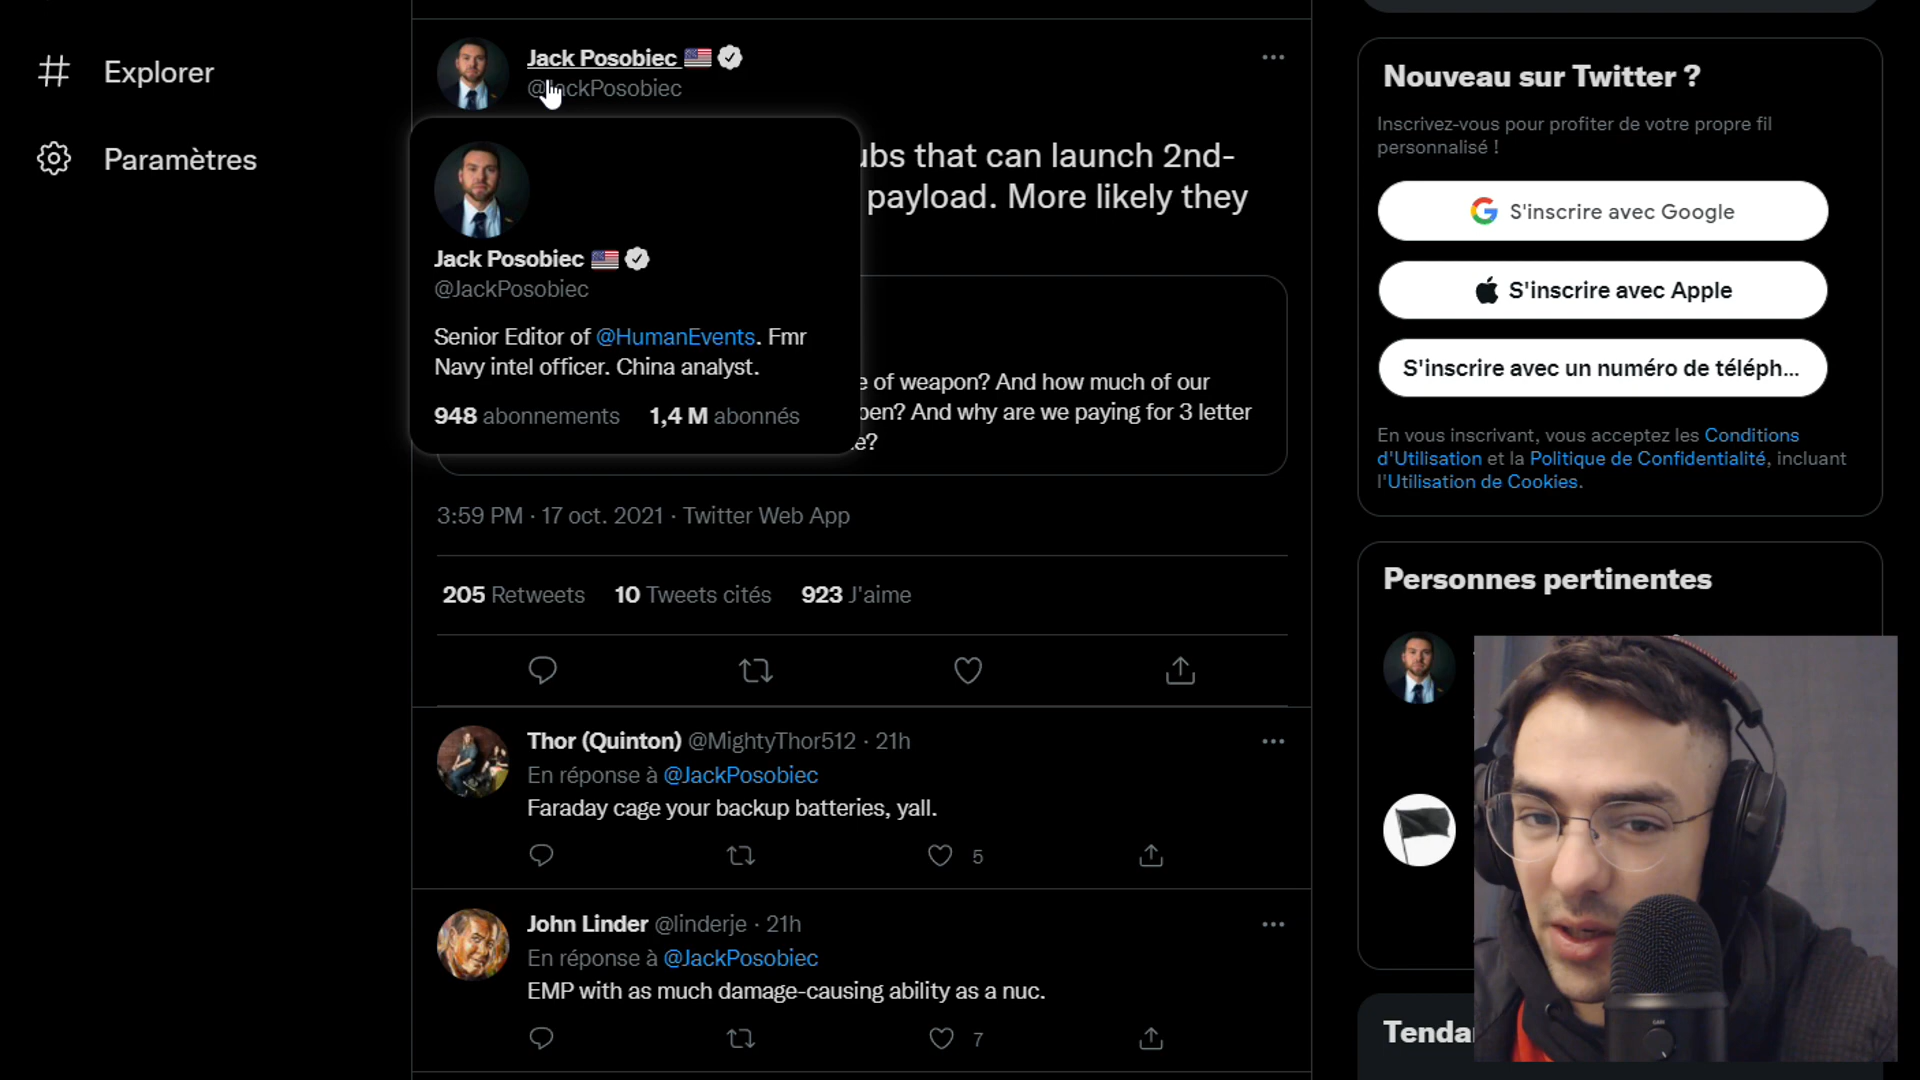 Explorer
Paramètres
Jack Posobiec
@JackPosobiec
ubs that can launch 2nd-
payload. More likely they
Jack Posobiec
@JackPosobiec
Senior Editor of @HumanEvents. Fmr
Navy intel officer. China analyst.
948 abonnements 1,4 M abonnés
e of weapon? And how much of our
pen? And why are we paying for 3 letter
e?
3:59 PM · 17 oct. 2021 · Twitter Web App
205 Retweets 10 Tweets cités 923 J'aime
Thor (Quinton) @MightyThor512 · 21h
En réponse à @JackPosobiec
Faraday cage your backup batteries, yall.
5
John Linder @linderje · 21h
En réponse à @JackPosobiec
EMP with as much damage-causing ability as a nuc.
7
Nouveau sur Twitter ?
Inscrivez-vous pour profiter de votre propre fil
personnalisé !
S'inscrire avec Google
S'inscrire avec Apple
S'inscrire avec un numéro de téléph...
En vous inscrivant, vous acceptez les Conditions
d'Utilisation et la Politique de Confidentialité, incluant
l'Utilisation de Cookies.
Personnes pertinentes
Tenda